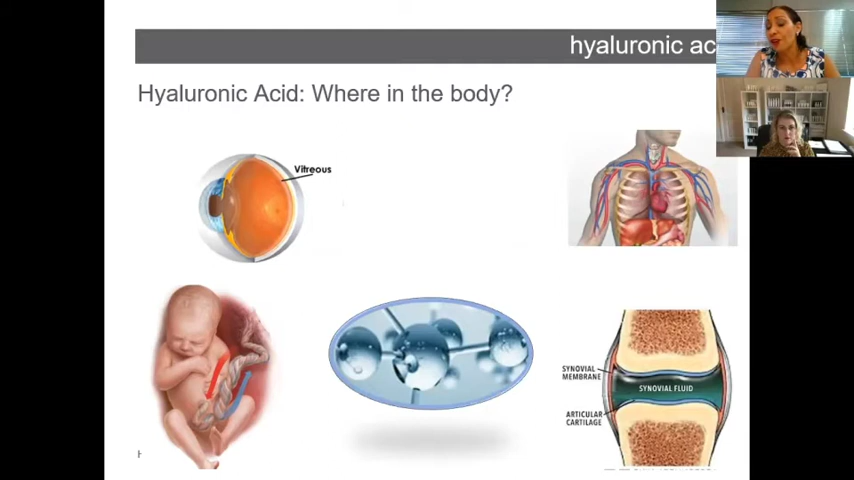 hyaluronic ac
Hyaluronic Acid: Where in the body?
Vitreous
SYNOVIAL
MEMBRANE
SYNOVIAL FLUID
ARTICULAR
CARTILAGE
H